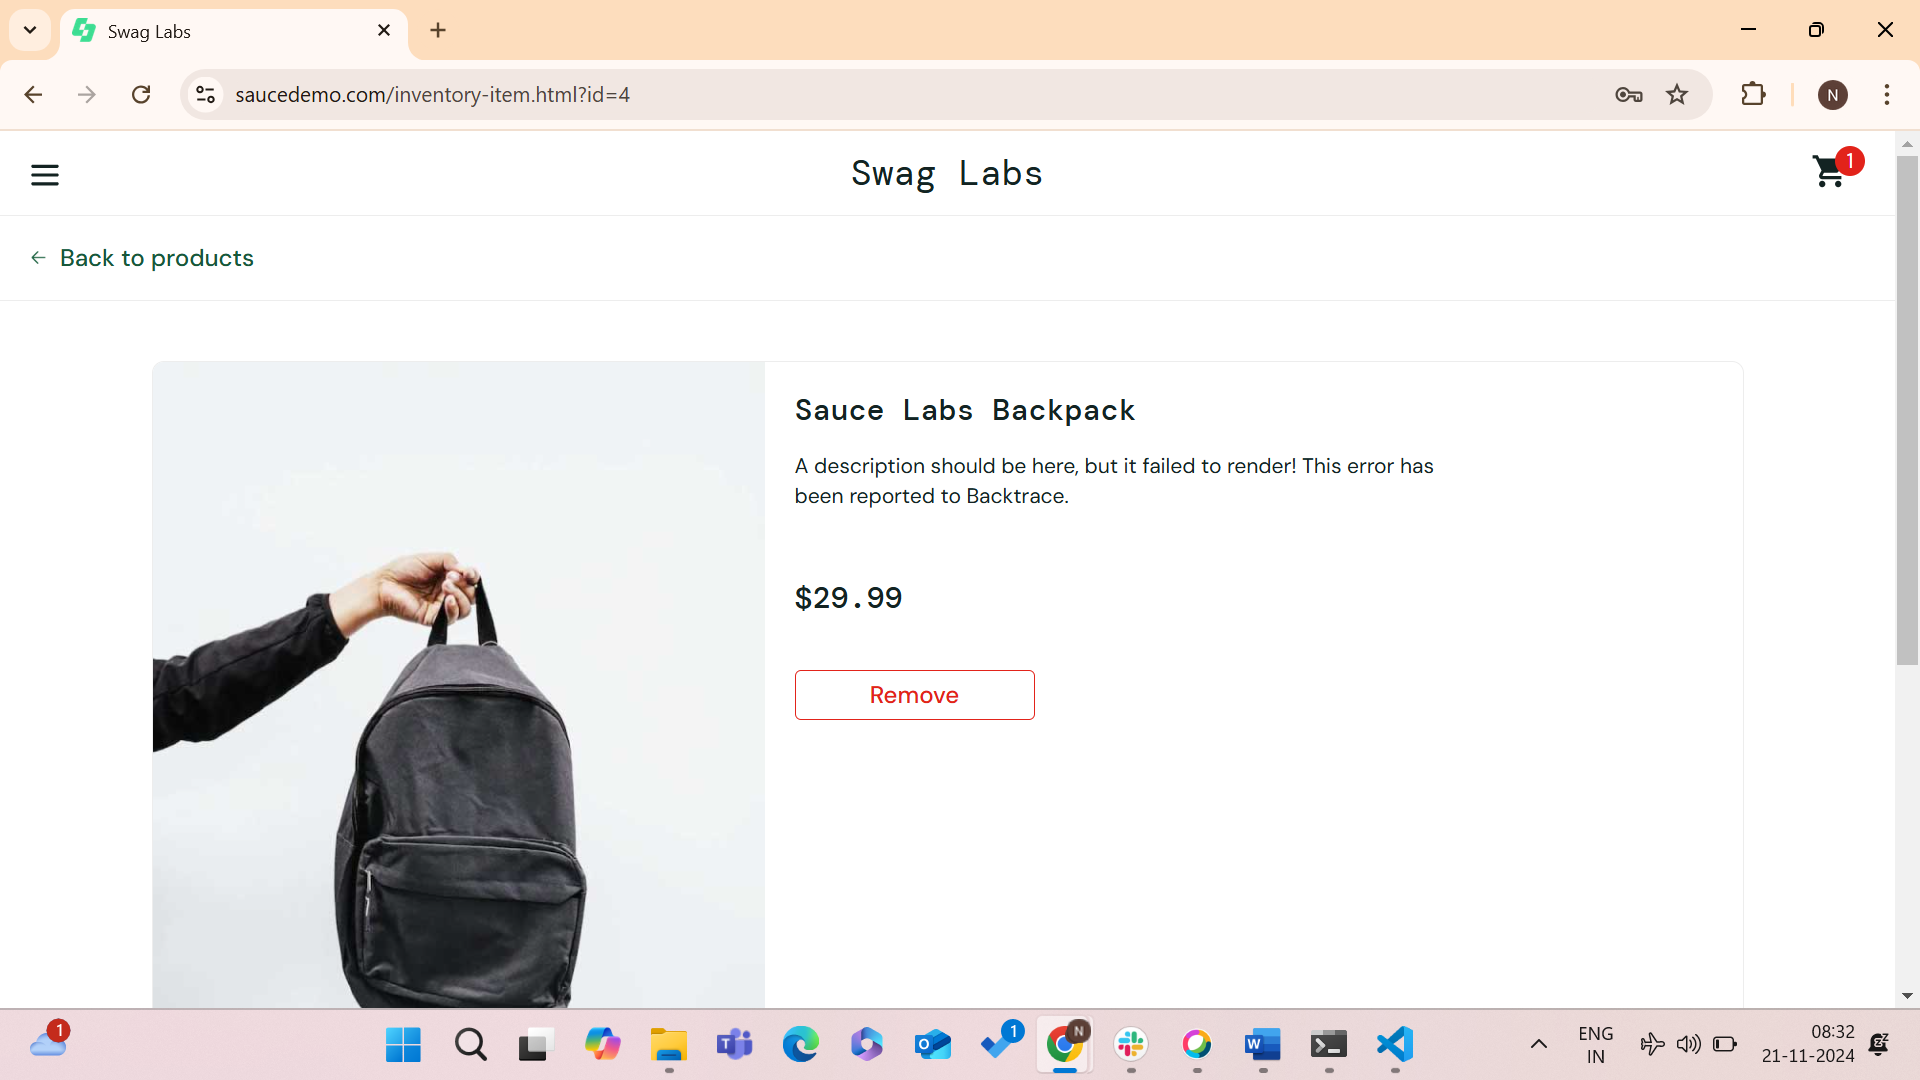 Swag Labs
saucedemo.com/inventory-item.html?id=4
N
Swag Labs
1
Back to products
Sauce Labs Backpack
A description should be here, but it failed to render! This error has
been reported to Backtrace.
$29.99
Remove
1
T
O
1
N
W
ENG
IN
08:32
21-11-2024